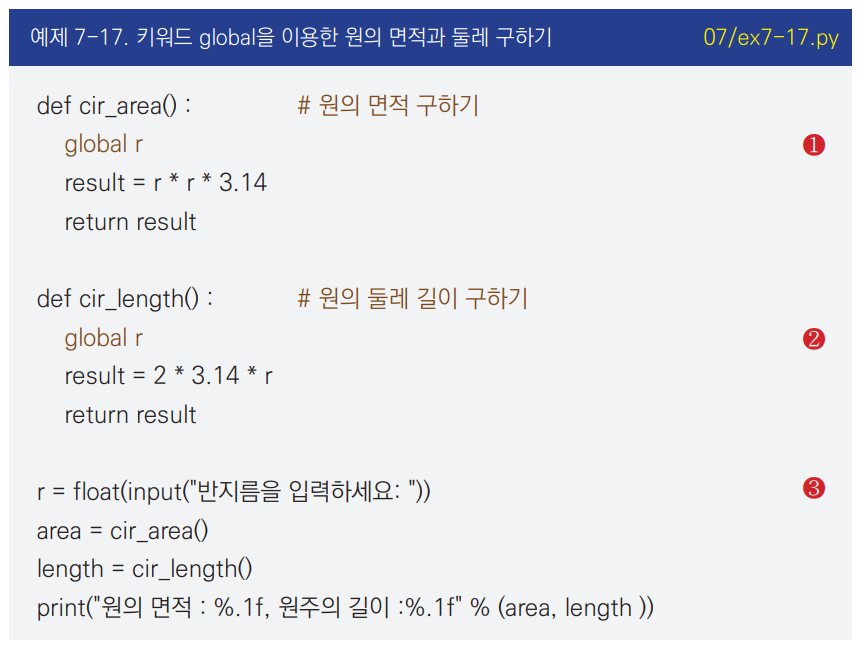 예제 7-17. 키워드 global을 이용한 원의 면적과 둘레 구하기 07/ex7-17.py
def cir_area() : # 원의 면적 구하기
global r ❶
result = r * r * 3.14
return result
def cir_length() : # 원의 둘레 길이 구하기
global r ❷
result = 2 * 3.14 * r
return result
r = float(input("반지름을 입력하세요: ")) ❸
area = cir_area()
length = cir_length()
print("원의 면적 : %.1f, 원주의 길이 :%.1f" % (area, length ))